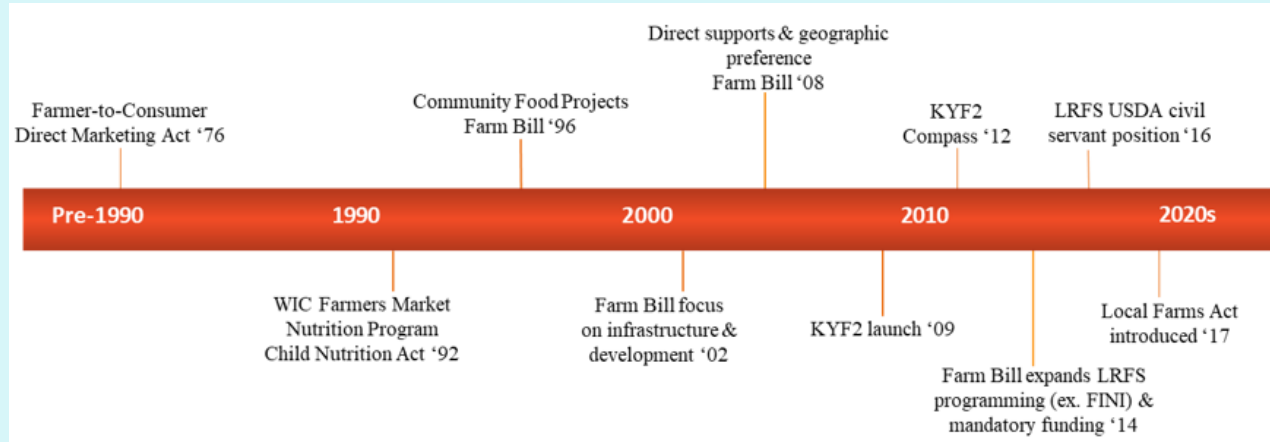 Direct supports & geographic
preference
Farm Bill ‘08
Farmer-to-Consumer
Direct Marketing Act ‘76
Community Food Projects
Farm Bill ‘96
KYF2
Compass ‘12
LRFS USDA civil
servant position ‘16
Pre-1990
1990
2000
2010
2020s
WIC Farmers Market
Nutrition Program
Child Nutrition Act ‘92
Farm Bill focus
on infrastructure &
development ‘02
KYF2 launch ‘09
Farm Bill expands LRFS
programming (ex. FINI) &
mandatory funding ‘14
Local Farms Act
introduced ‘17